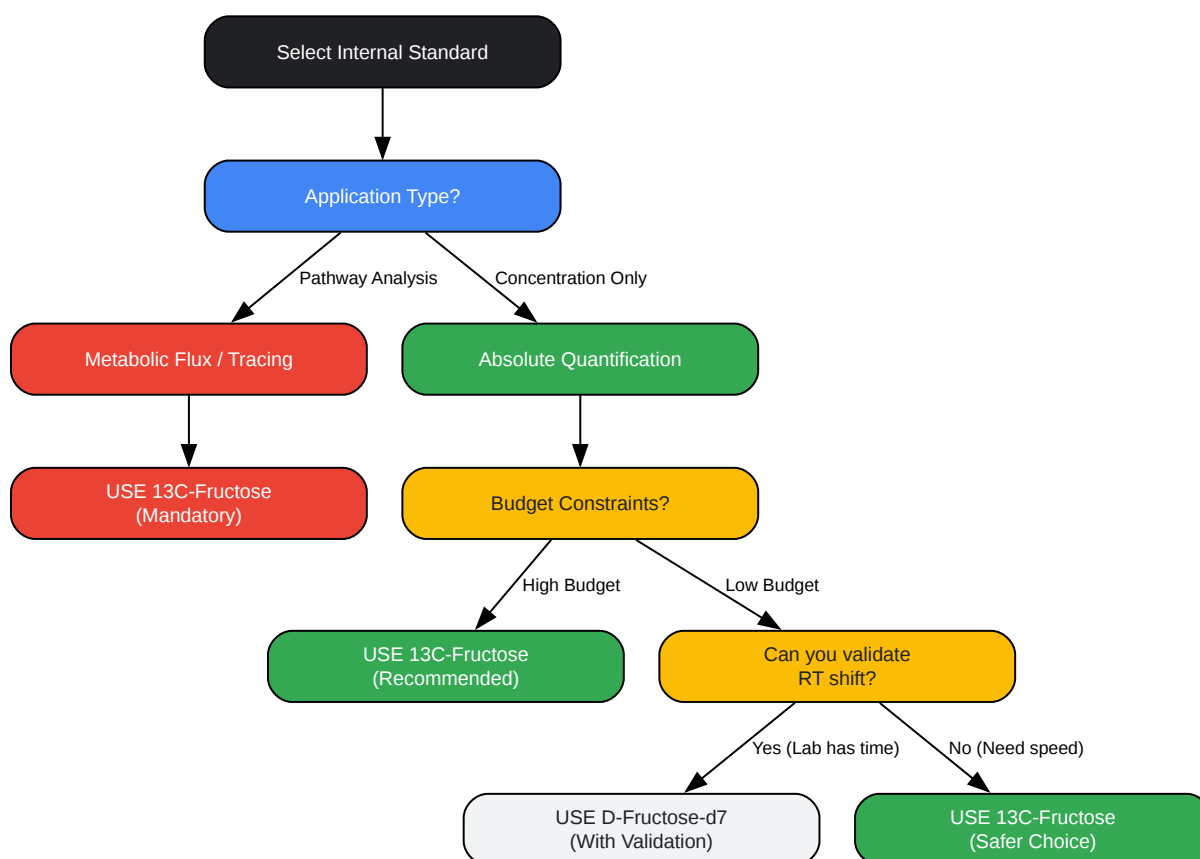 Select Internal Standard
Application Type?
Pathway Analysis
Concentration Only
Metabolic Flux / Tracing
Absolute Quantification
USE 13C-Fructose
(Mandatory)
Budget Constraints?
High Budget
Low Budget
USE 13C-Fructose
(Recommended)
Can you validate
RT shift?
Yes (Lab has time)
No (Need speed)
USE D-Fructose-d7
(With Validation)
USE 13C-Fructose
(Safer Choice)